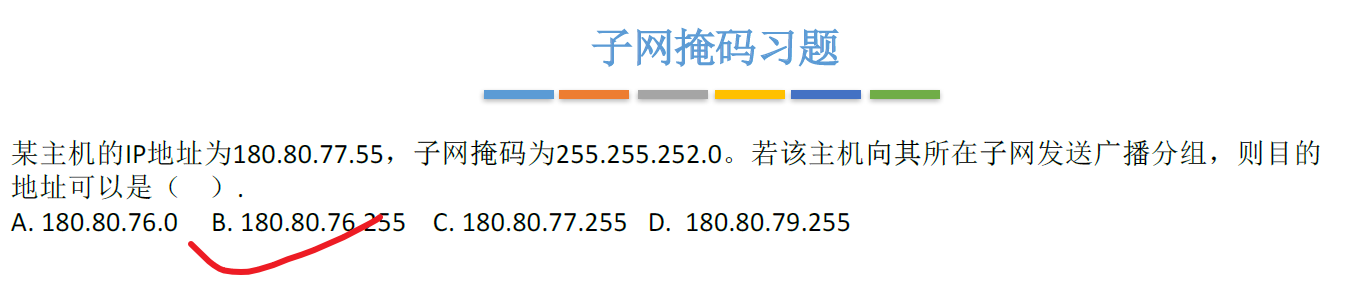 子网掩码习题
某主机的IP地址为180.80.77.55，子网掩码为255.255.252.0。若该主机向其所在子网发送广播分组，则目的
地址可以是（ ）.
A. 180.80.76.0 B. 180.80.76.255 C. 180.80.77.255 D. 180.80.79.255